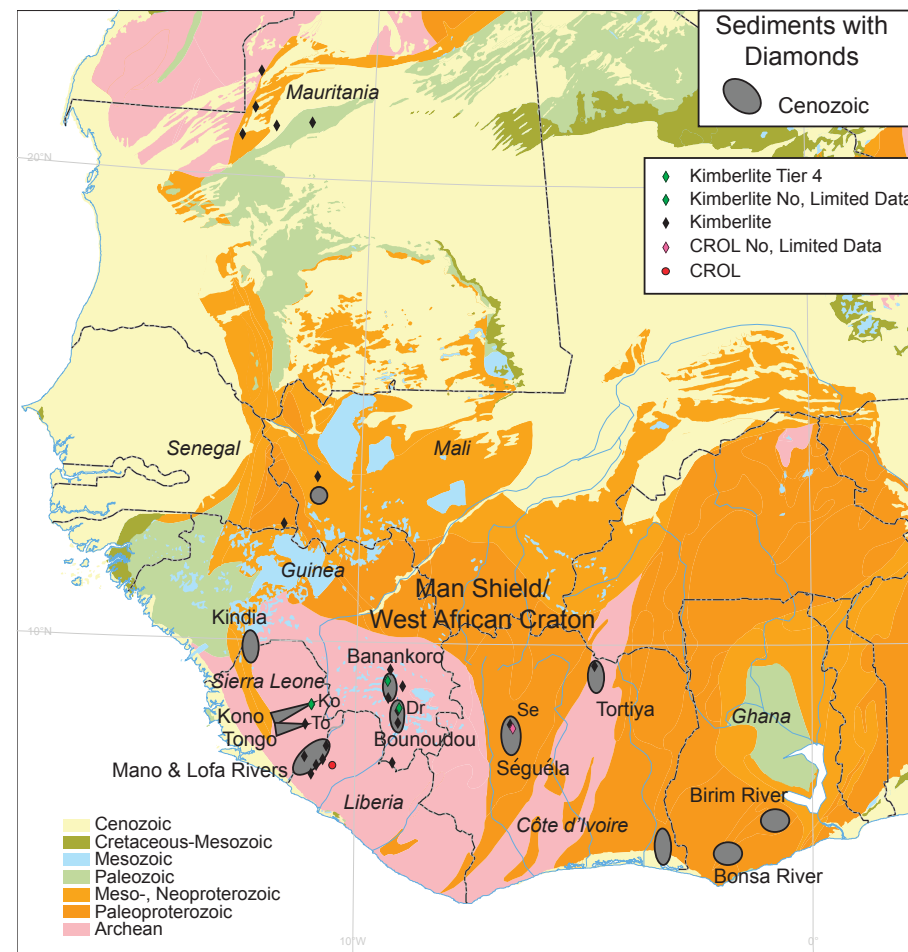 Sediments with
Diamonds
Cenozoic
Mauritania
20°N
Kimberlite Tier 4
Kimberlite No, Limited Data
Kimberlite
CROL No, Limited Data
CROL
Senegal
Mali
Guinea
Man Shield/
West African Craton
Kindia
10°N
Banankoro
Sierra Leone
Ko
Dr
Se
Tortiya
Ghana
Kono
To
Tongo
Bounoudou
Séguéla
Mano & Lofa Rivers
Birim River
Liberia
Côte d'Ivoire
Bonsa River
Cenozoic
Cretaceous-Mesozoic
Mesozoic
Paleozoic
Meso-, Neoproterozoic
Paleoproterozoic
Archean
10°W
0°